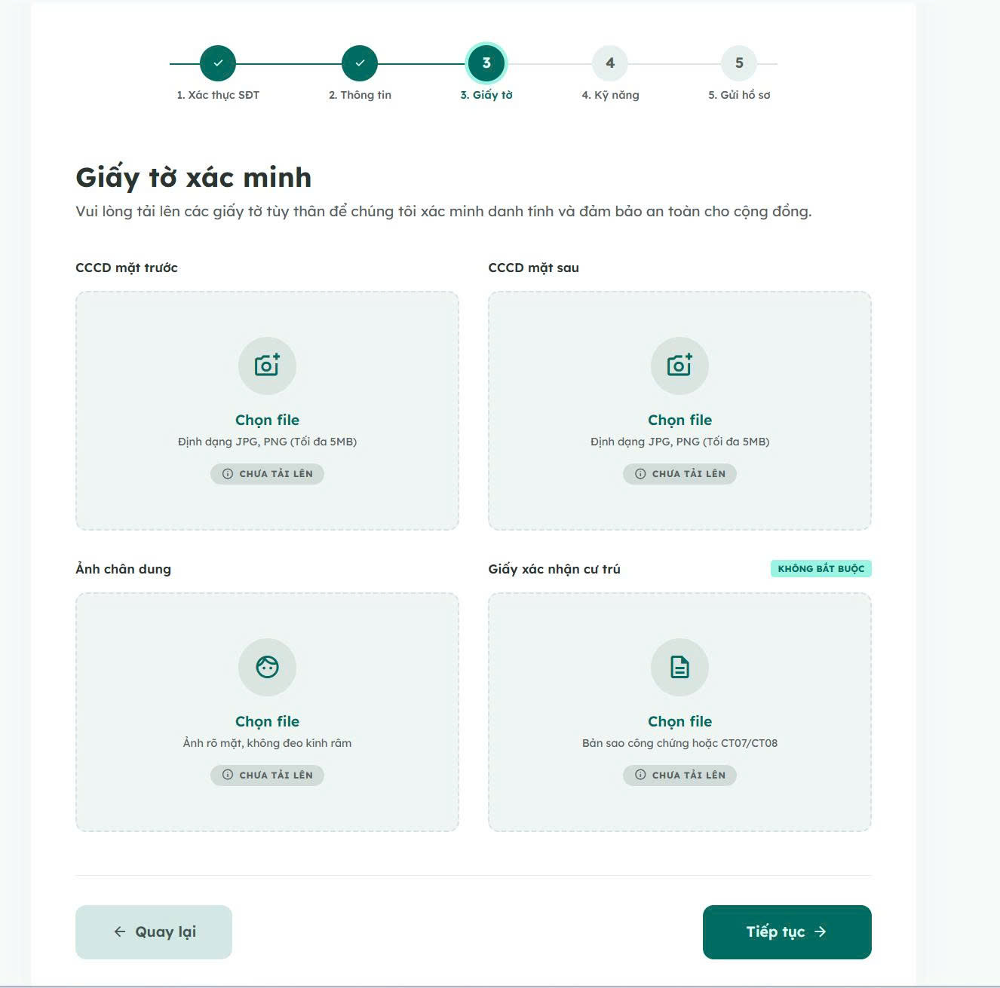 3
4
5
1. Xác thực SĐT
2. Thông tin
3. Giấy tờ
4. Kỹ năng
5. Gửi hồ sơ
Giấy tờ xác minh
Vui lòng tải lên các giấy tờ tùy thân để chúng tôi xác minh danh tính và đảm bảo an toàn cho cộng đồng.
CCCD mặt trước
CCCD mặt sau
Chọn file
Định dạng JPG, PNG (Tối đa 5MB)
CHƯA TẢI LÊN
Chọn file
Định dạng JPG, PNG (Tối đa 5MB)
CHƯA TẢI LÊN
Ảnh chân dung
Giấy xác nhận cư trú
KHÔNG BẮT BUỘC
Chọn file
Ảnh rõ mặt, không đeo kính râm
CHƯA TẢI LÊN
Chọn file
Bản sao công chứng hoặc CT07/CT08
CHƯA TẢI LÊN
Quay lại
Tiếp tục